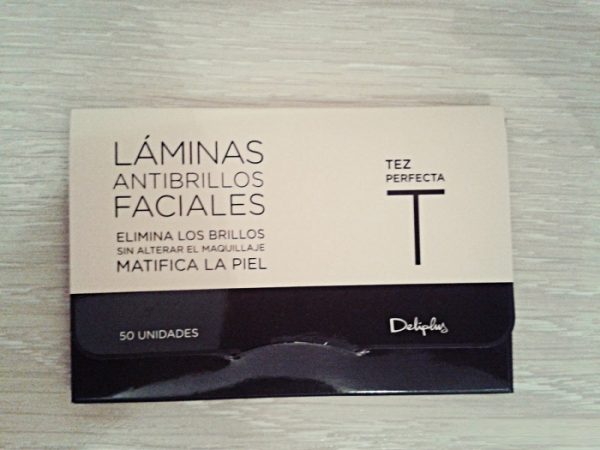 LÁMINAS
ANTIBRILLOS
FACIALES
ELIMINA LOS BRILLOS
SIN ALTERAR EL MAQUILLAJE
MATIFICA LA PIEL
TEZ
PERFECTA
T
50 UNIDADES
Deliplus